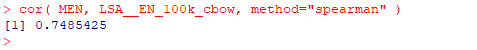 > cor( MEN, LSA__EN_100k_cbow, method="spearman" )
[1] 0.7485425
>